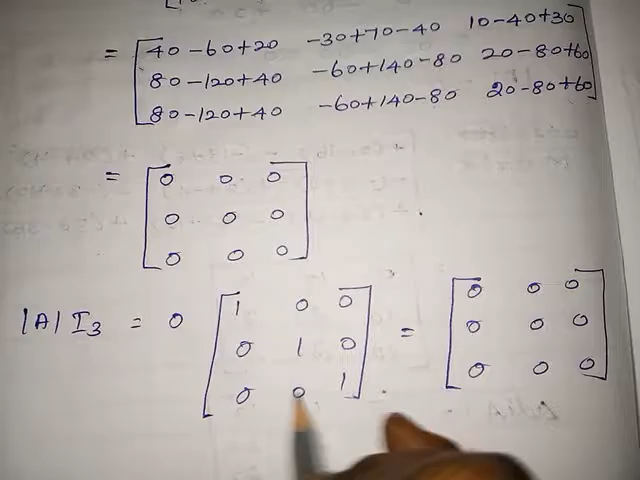 = [ 40-60+20 -30+70-40 10-40+30
80-120+40 -60+140-80 20-80+60
80-120+40 -60+140-80 20-80+60 ]
= [ 0 0 0
0 0 0
0 0 0 ]
|A| I₃ = 0 [ 1 0 0
0 1 0
0 0 1 ] . = [ 0 0 0
0 0 0
0 0 0 ]